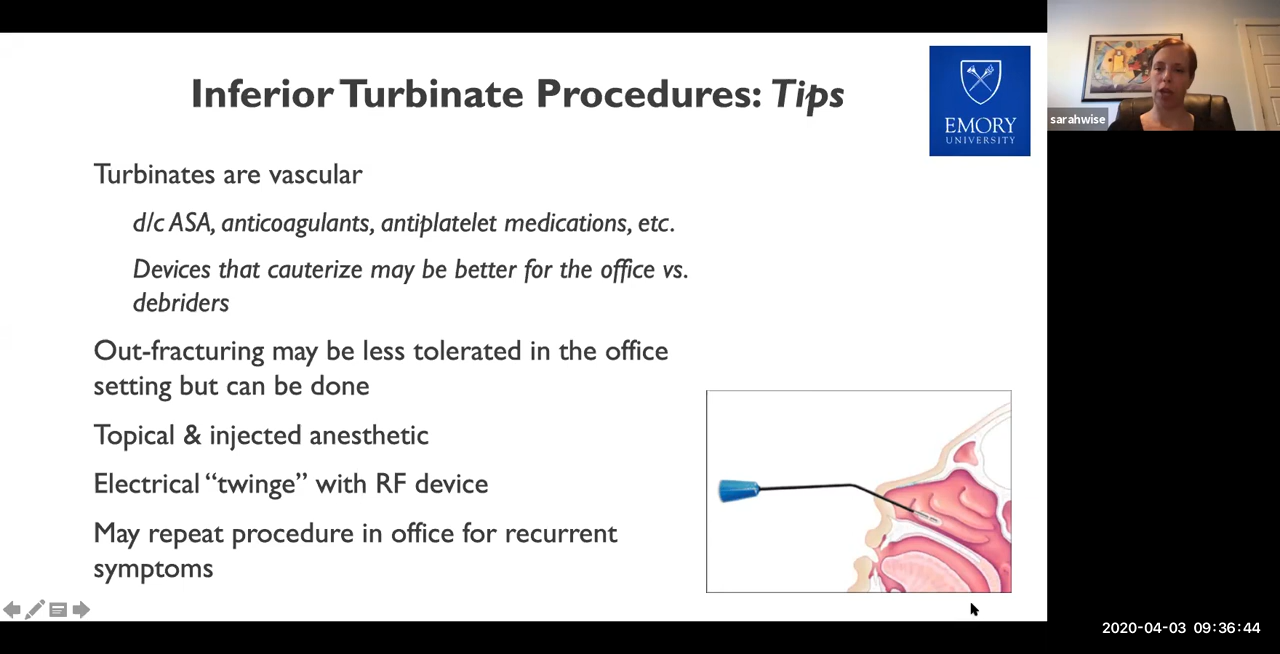 Inferior Turbinate Procedures: Tips
EMORY
UNIVERSITY
sarahwise
Turbinates are vascular
d/c ASA, anticoagulants, antiplatelet medications, etc.
Devices that cauterize may be better for the office vs.
debriders
Out-fracturing may be less tolerated in the office
setting but can be done
Topical & injected anesthetic
Electrical “twinge” with RF device
May repeat procedure in office for recurrent
symptoms
2020-04-03 09:36:44